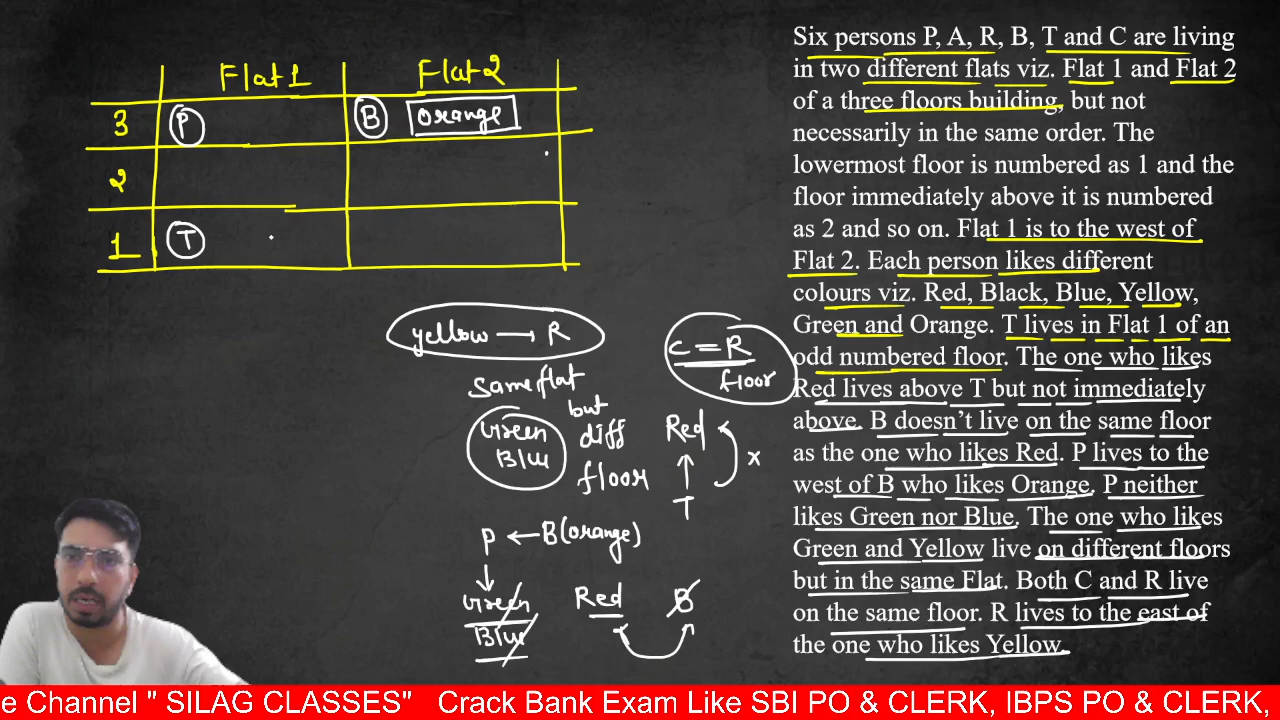 Flat 1 Flat 2
3 P B Orange
2
1 T
yellow → R
C = R
floor
Same flat
but
Green diff Red
Blue floor x
T
P ← B(orange)
Green Red B
Blue
Six persons P, A, R, B, T and C are living
in two different flats viz. Flat 1 and Flat 2
of a three floors building, but not
necessarily in the same order. The
lowermost floor is numbered as 1 and the
floor immediately above it is numbered
as 2 and so on. Flat 1 is to the west of
Flat 2. Each person likes different
colours viz. Red, Black, Blue, Yellow,
Green and Orange. T lives in Flat 1 of an
odd numbered floor. The one who likes
Red lives above T but not immediately
above. B doesn’t live on the same floor
as the one who likes Red. P lives to the
west of B who likes Orange. P neither
likes Green nor Blue. The one who likes
Green and Yellow live on different floors
but in the same Flat. Both C and R live
on the same floor. R lives to the east of
the one who likes Yellow.
e Channel " SILAG CLASSES" Crack Bank Exam Like SBI PO & CLERK, IBPS PO & CLERK,